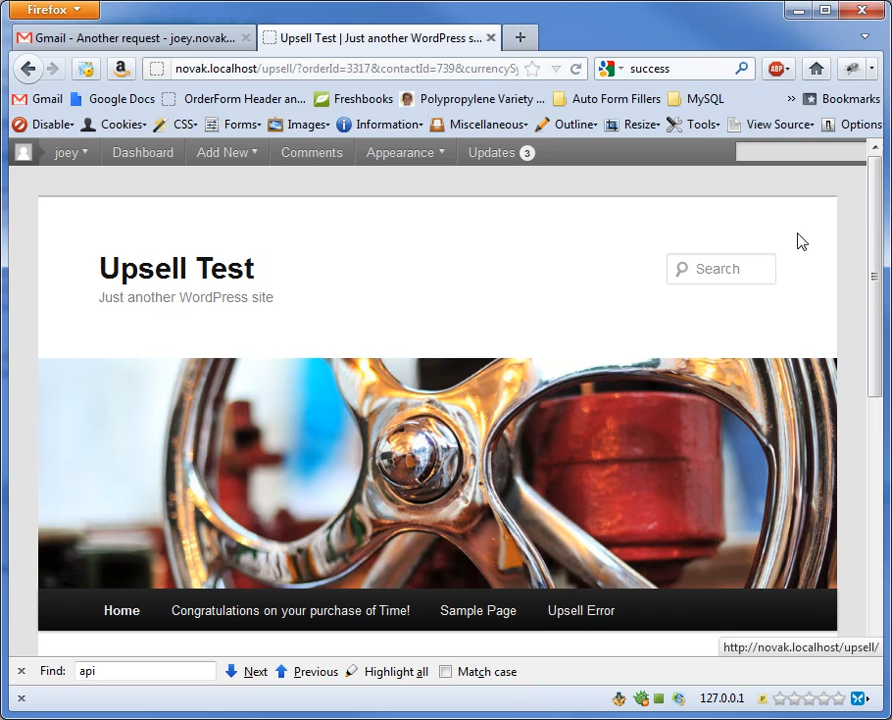 Firefox
Gmail - Another request - joey.novak...
Upsell Test | Just another WordPress s...
novak.localhost/upsell/?orderId=3317&contactId=739&currencySy
success
ABP
Gmail
Google Docs
OrderForm Header an...
Freshbooks
Polypropylene Variety ...
Auto Form Fillers
MySQL
»
Bookmarks
Disable
Cookies
CSS
Forms
Images
Information
Miscellaneous
Outline
Resize
Tools
View Source
Options
joey
Dashboard
Add New
Comments
Appearance
Updates 3
Upsell Test
Just another WordPress site
Search
Home
Congratulations on your purchase of Time!
Sample Page
Upsell Error
http://novak.localhost/upsell/
Find:
api
Next
Previous
Highlight all
Match case
127.0.0.1
P